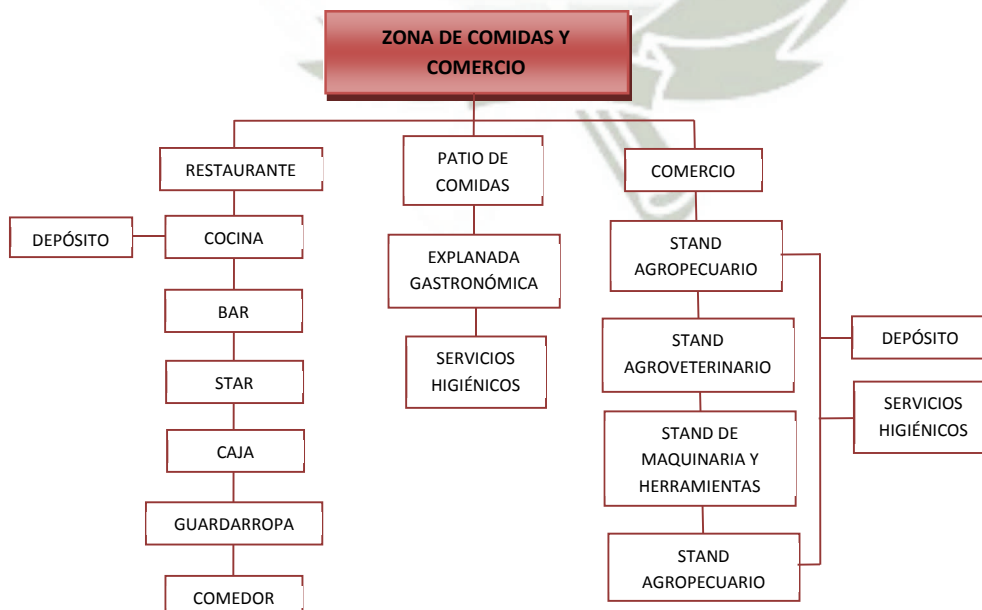 ZONA DE COMIDAS Y
COMERCIO
RESTAURANTE
DEPÓSITO
COCINA
BAR
STAR
CAJA
GUARDARROPA
COMEDOR
PATIO DE
COMIDAS
EXPLANADA
GASTRONÓMICA
SERVICIOS
HIGIÉNICOS
COMERCIO
STAND
AGROPECUARIO
STAND
AGROVETERINARIO
STAND DE
MAQUINARIA Y
HERRAMIENTAS
STAND
AGROPECUARIO
DEPÓSITO
SERVICIOS
HIGIÉNICOS